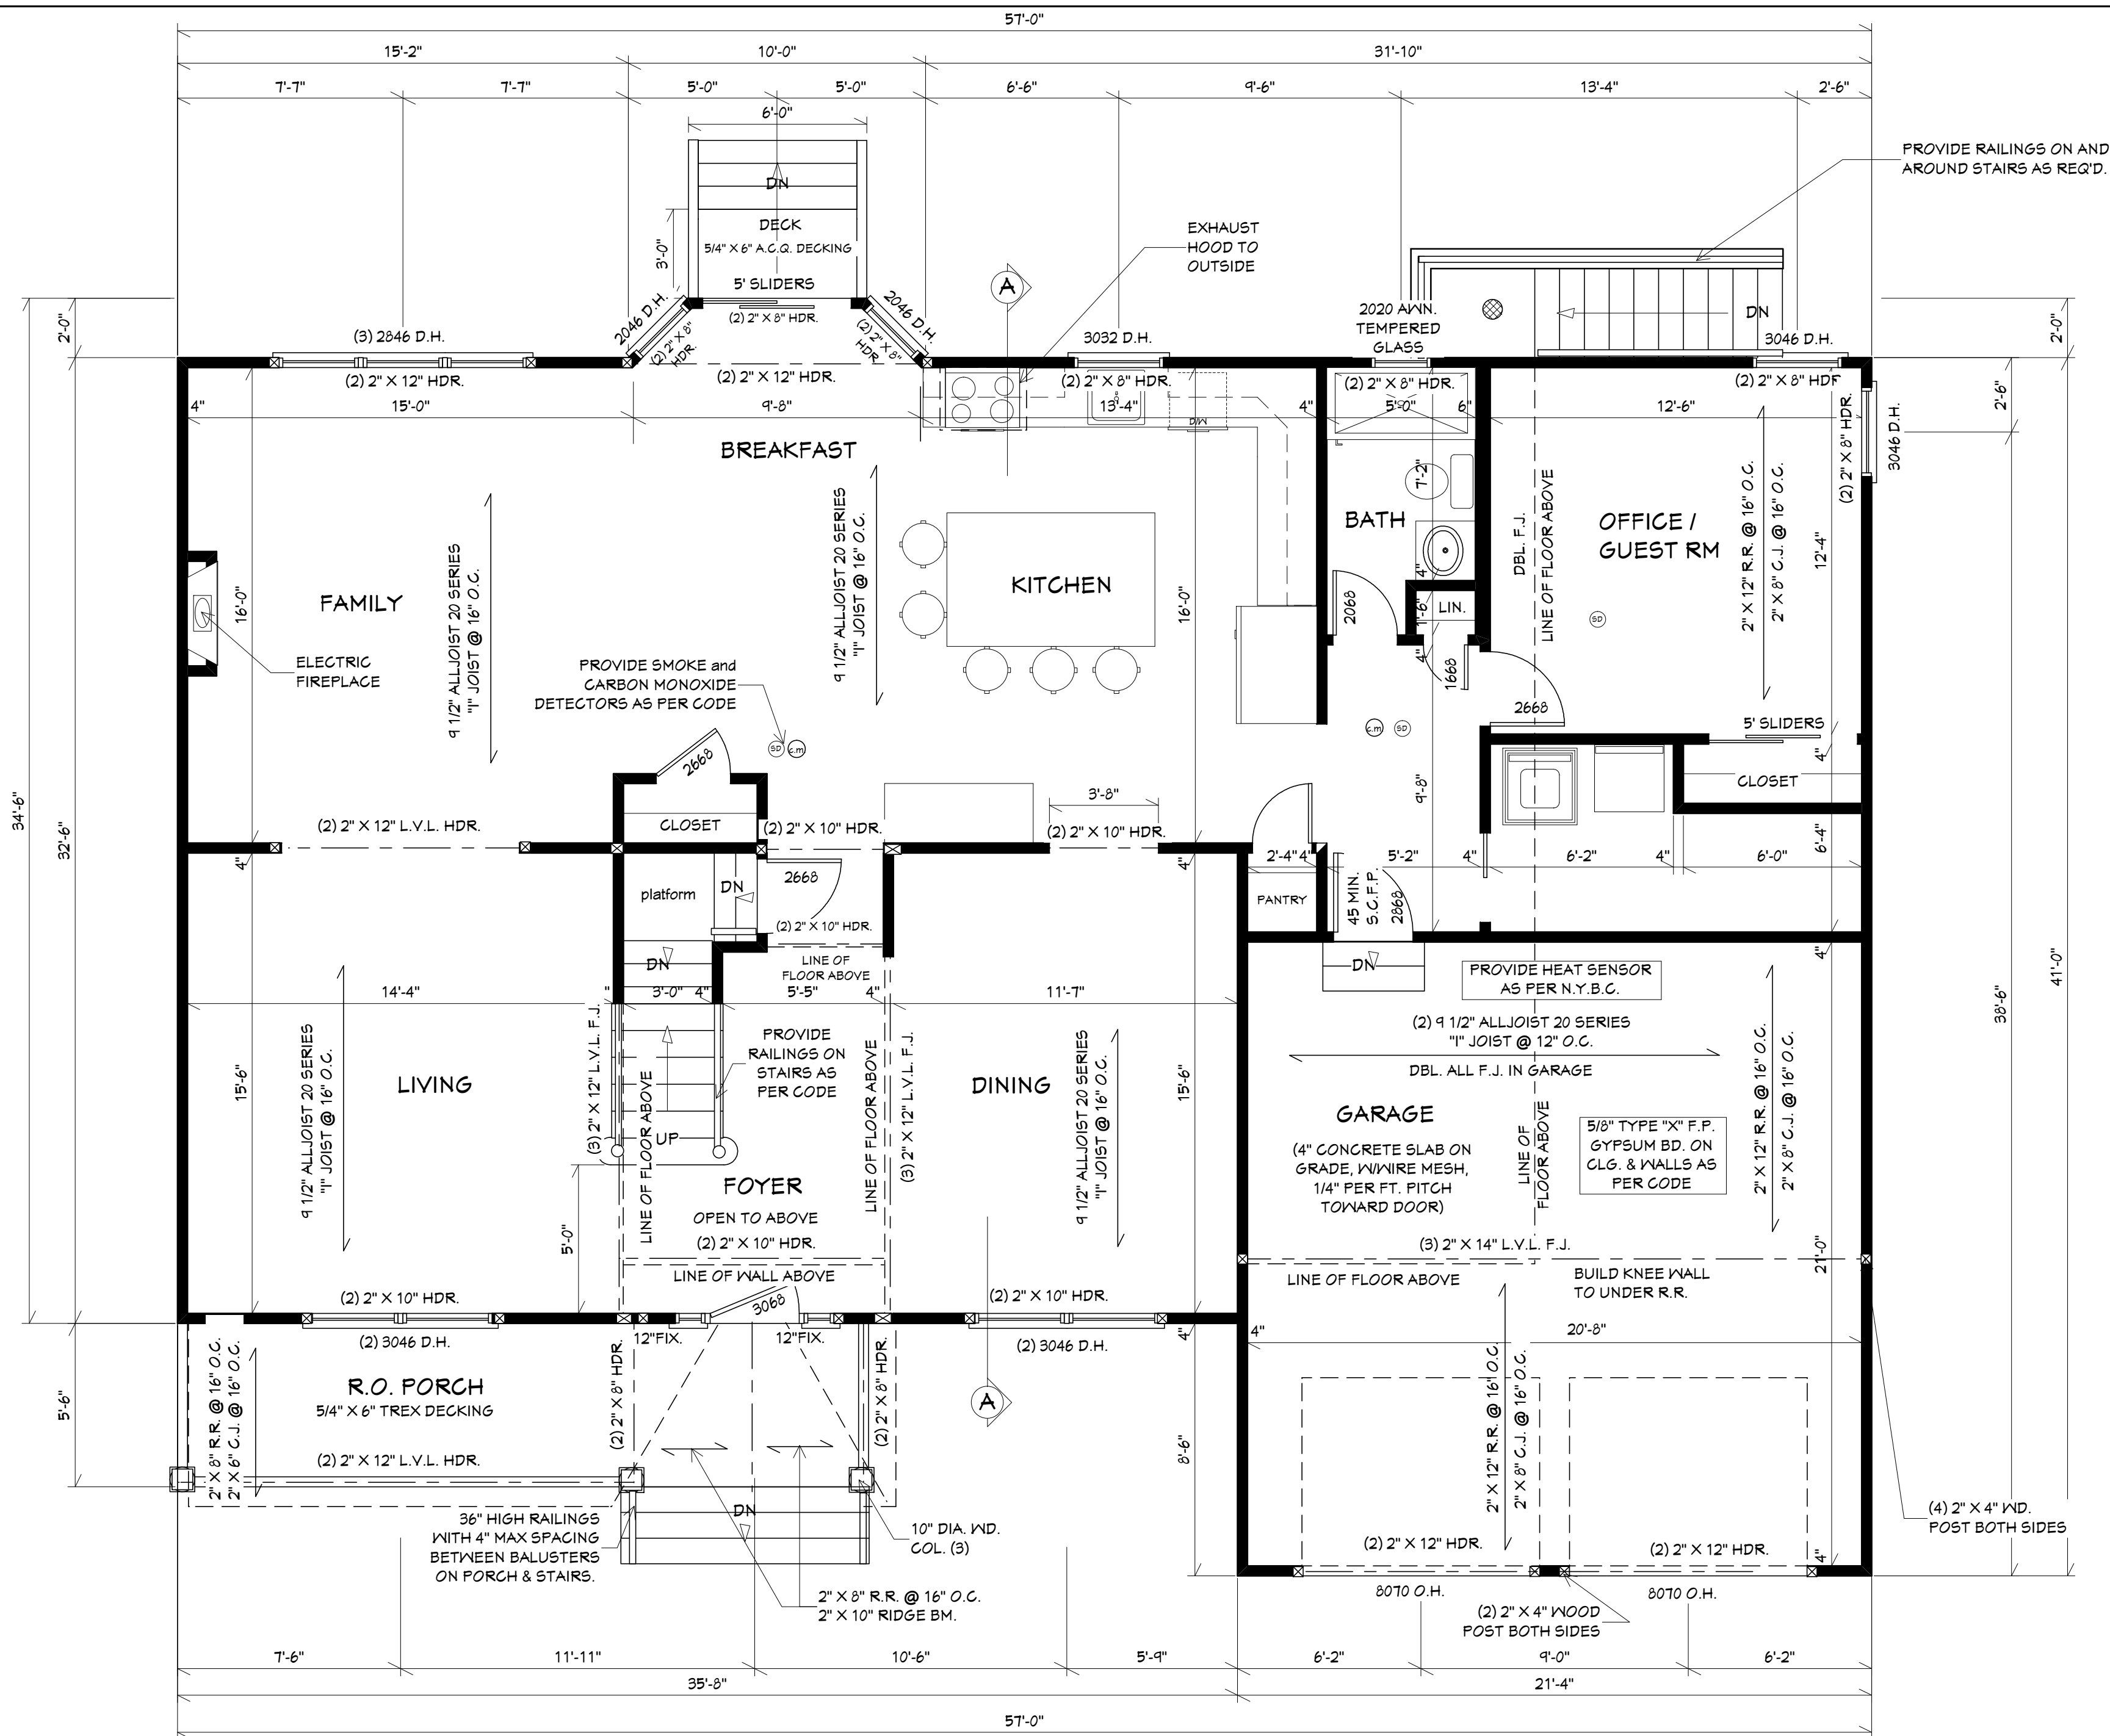 57'-0"
15'-2"
10'-0"
31'-10"
7'-7"
7'-7"
5'-0"
5'-0"
6'-6"
9'-6"
13'-4"
2'-6"
6'-0"
PROVIDE RAILINGS ON AND
AROUND STAIRS AS REQ'D.
DN
DECK
5/4" X 6" A.C.Q. DECKING
3'-0"
5' SLIDERS
(2) 2" X 8" HDR.
EXHAUST
HOOD TO
OUTSIDE
A
2046 D.H.
(2) 2" X 8"
HDR.
2046 D.H.
(2) 2" X 8"
HDR.
2020 AWN.
TEMPERED
GLASS
DN
2'-0"
2'-0"
(3) 2846 D.H.
3032 D.H.
3046 D.H.
(2) 2" X 12" HDR.
(2) 2" X 12" HDR.
(2) 2" X 8" HDR.
(2) 2" X 8" HDR.
(2) 2" X 8" HDF
4"
15'-0"
9'-8"
13'-4"
4"
5'-0"
6"
12'-6"
D/W
2'-6"
3046 D.H.
(2) 2" X 8" HDR.
BREAKFAST
7'-2"
BATH
4"
DBL. F.J.
LINE OF FLOOR ABOVE
OFFICE /
GUEST RM
2" X 12" R.R. @ 16" O.C.
2" X 8" C.J. @ 16" O.C.
12'-4"
9 1/2" ALLJOIST 20 SERIES
"I" JOIST @ 16" O.C.
9 1/2" ALLJOIST 20 SERIES
"I" JOIST @ 16" O.C.
FAMILY
16'-0"
KITCHEN
16'-0"
2068
1'-6"
LIN.
4"
1668
SD
ELECTRIC
FIREPLACE
PROVIDE SMOKE and
CARBON MONOXIDE
DETECTORS AS PER CODE
SD
c.m
c.m
SD
2668
2668
5' SLIDERS
4"
CLOSET
34'-6"
32'-6"
9'-8"
3'-8"
(2) 2" X 12" L.V.L. HDR.
CLOSET
(2) 2" X 10" HDR.
(2) 2" X 10" HDR.
4"
4"
2'-4"
4"
5'-2"
4"
6'-2"
4"
6'-0"
6'-4"
platform
DN
2668
PANTRY
45 MIN.
S.C.F.P.
2868
(2) 2" X 10" HDR.
LINE OF
FLOOR ABOVE
DN
DN
PROVIDE HEAT SENSOR
AS PER N.Y.B.C.
4"
14'-4"
"
3'-0"
4"
5'-5"
4"
11'-7"
(2) 9 1/2" ALLJOIST 20 SERIES
"I" JOIST @ 12" O.C.
DBL. ALL F.J. IN GARAGE
38'-6"
41'-0"
9 1/2" ALLJOIST 20 SERIES
"I" JOIST @ 16" O.C.
15'-6"
LIVING
(3) 2" X 12" L.V.L. F.J.
LINE OF FLOOR ABOVE
UP
PROVIDE
RAILINGS ON
STAIRS AS
PER CODE
LINE OF FLOOR ABOVE
(3) 2" X 12" L.V.L. F.J.
DINING
9 1/2" ALLJOIST 20 SERIES
"I" JOIST @ 16" O.C.
15'-6"
GARAGE
(4" CONCRETE SLAB ON
GRADE, W/WIRE MESH,
1/4" PER FT. PITCH
TOWARD DOOR)
LINE OF
FLOOR ABOVE
5/8" TYPE "X" F.P.
GYPSUM BD. ON
CLG. & WALLS AS
PER CODE
2" X 12" R.R. @ 16" O.C.
2" X 8" C.J. @ 16" O.C.
FOYER
OPEN TO ABOVE
(2) 2" X 10" HDR.
5'-0"
LINE OF WALL ABOVE
(3) 2" X 14" L.V.L. F.J.
LINE OF FLOOR ABOVE
BUILD KNEE WALL
TO UNDER R.R.
21'-0"
(2) 2" X 10" HDR.
3068
(2) 2" X 10" HDR.
(2) 3046 D.H.
12"FIX.
12"FIX.
(2) 3046 D.H.
4"
4"
20'-8"
5'-6"
2" X 8" R.R. @ 16" O.C.
2" X 6" C.J. @ 16" O.C.
R.O. PORCH
5/4" X 6" TREX DECKING
(2) 2" X 12" L.V.L. HDR.
(2) 2" X 8" HDR.
(2) 2" X 8" HDR.
A
8'-6"
2" X 12" R.R. @ 16" O.C.
2" X 8" C.J. @ 16" O.C.
36" HIGH RAILINGS
WITH 4" MAX SPACING
BETWEEN BALUSTERS
ON PORCH & STAIRS.
DN
10" DIA. WD.
COL. (3)
(4) 2" X 4" WD.
POST BOTH SIDES
(2) 2" X 12" HDR.
(2) 2" X 12" HDR.
4"
8070 O.H.
8070 O.H.
2" X 8" R.R. @ 16" O.C.
2" X 10" RIDGE BM.
(2) 2" X 4" WOOD
POST BOTH SIDES
7'-6"
11'-11"
10'-6"
5'-9"
6'-2"
9'-0"
6'-2"
35'-8"
21'-4"
57'-0"